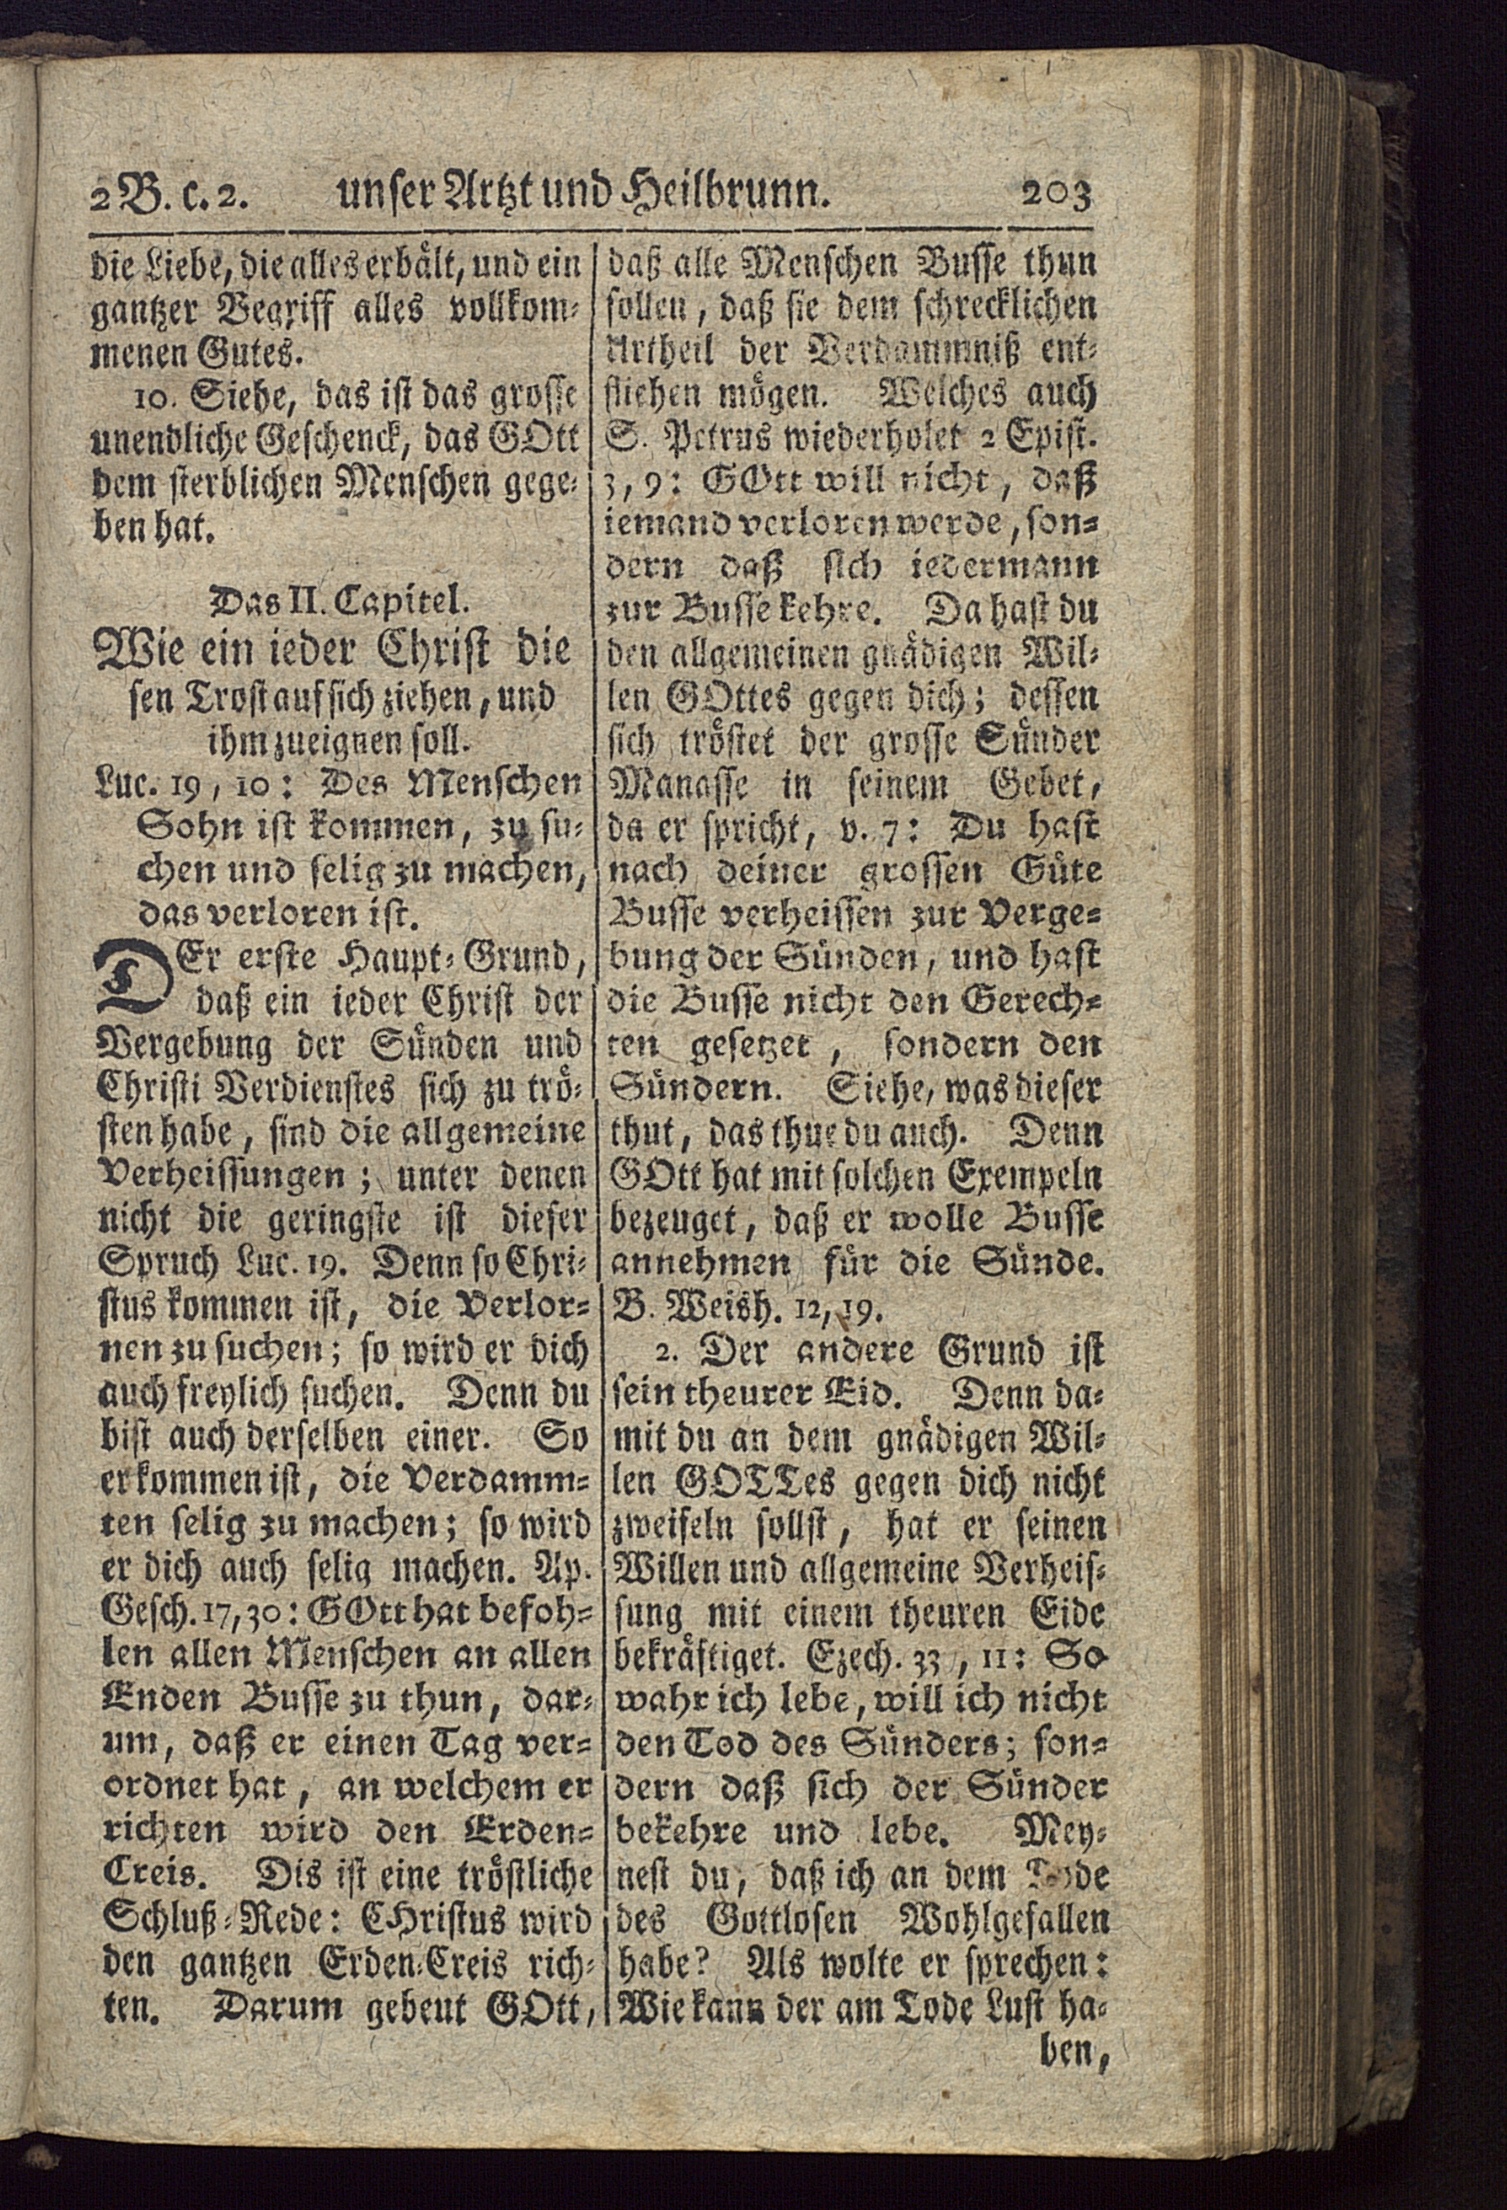 2 B. c. 2. unser Artzt und Heilbrunn. 203
die Liebe, die alles erhält, und ein
gantzer Begriff alles vollkom-
menen Gutes.
10. Siehe, das ist das grosse
unendliche Geschenck, das GOtt
dem sterblichen Menschen gege-
ben hat.
Das II. Capitel.
Wie ein ieder Christ die
sen Trost auf sich ziehen, und
ihm zueignen soll.
Luc. 19, 10: Des Menschen
Sohn ist kommen, zu su-
chen und selig zu machen,
das verloren ist.
DEr erste Haupt-Grund,
daß ein ieder Christ der
Vergebung der Sünden und
Christi Verdienstes sich zu trö-
sten habe, sind die allgemeine
Verheissungen; unter denen
nicht die geringste ist dieser
Spruch Luc. 19. Denn so Chri-
stus kommen ist, die Verlor-
nen zu suchen; so wird er dich
auch freylich suchen. Denn du
bist auch derselben einer. So
er kommen ist, die Verdamm-
ten selig zu machen; so wird
er dich auch selig machen. Ap.
Gesch. 17, 30: GOtt hat befoh-
len allen Menschen an allen
Enden Busse zu thun, dar-
um, daß er einen Tag ver-
ordnet hat, an welchem er
richten wird den Erden-
Creis. Dis ist eine tröstliche
Schluß-Rede: CHristus wird
den gantzen Erden-Creis rich-
ten. Darum gebeut GOtt,
daß alle Menschen Busse thun
sollen, daß sie dem schrecklichen
Urtheil der Verdammniß ent-
fliehen mögen. Welches auch
S. Petrus wiederholet 2 Epist.
3, 9: GOtt will nicht, daß
iemand verloren werde, son-
dern daß sich iedermann
zur Busse kehre. Da hast du
den allgemeinen gnädigen Wil-
len GOttes gegen dich; dessen
sich tröstet der grosse Sünder
Manasse in seinem Gebet,
da er spricht, v. 7: Du hast
nach deiner grossen Güte
Busse verheissen zur Verge-
bung der Sünden, und hast
die Busse nicht den Gerech-
ten gesetzet, sondern den
Sündern. Siehe, was dieser
thut, das thue du auch. Denn
GOtt hat mit solchen Exempeln
bezeuget, daß er wolle Busse
annehmen für die Sünde.
B. Weish. 12, 19.
2. Der andere Grund ist
sein theurer Eid. Denn da-
mit du an dem gnädigen Wil-
len GOTTes gegen dich nicht
zweifeln sollst, hat er seinen
Willen und allgemeine Verheis-
sung mit einem theuren Eide
bekräftiget. Ezech. 33, 11: So
wahr ich lebe, will ich nicht
den Tod des Sünders; son-
dern daß sich der Sünder
bekehre und lebe. Mey-
nest du, daß ich an dem Tode
des Gottlosen Wohlgefallen
habe? Als wolte er sprechen:
Wie kann der am Tode Lust ha-
ben,